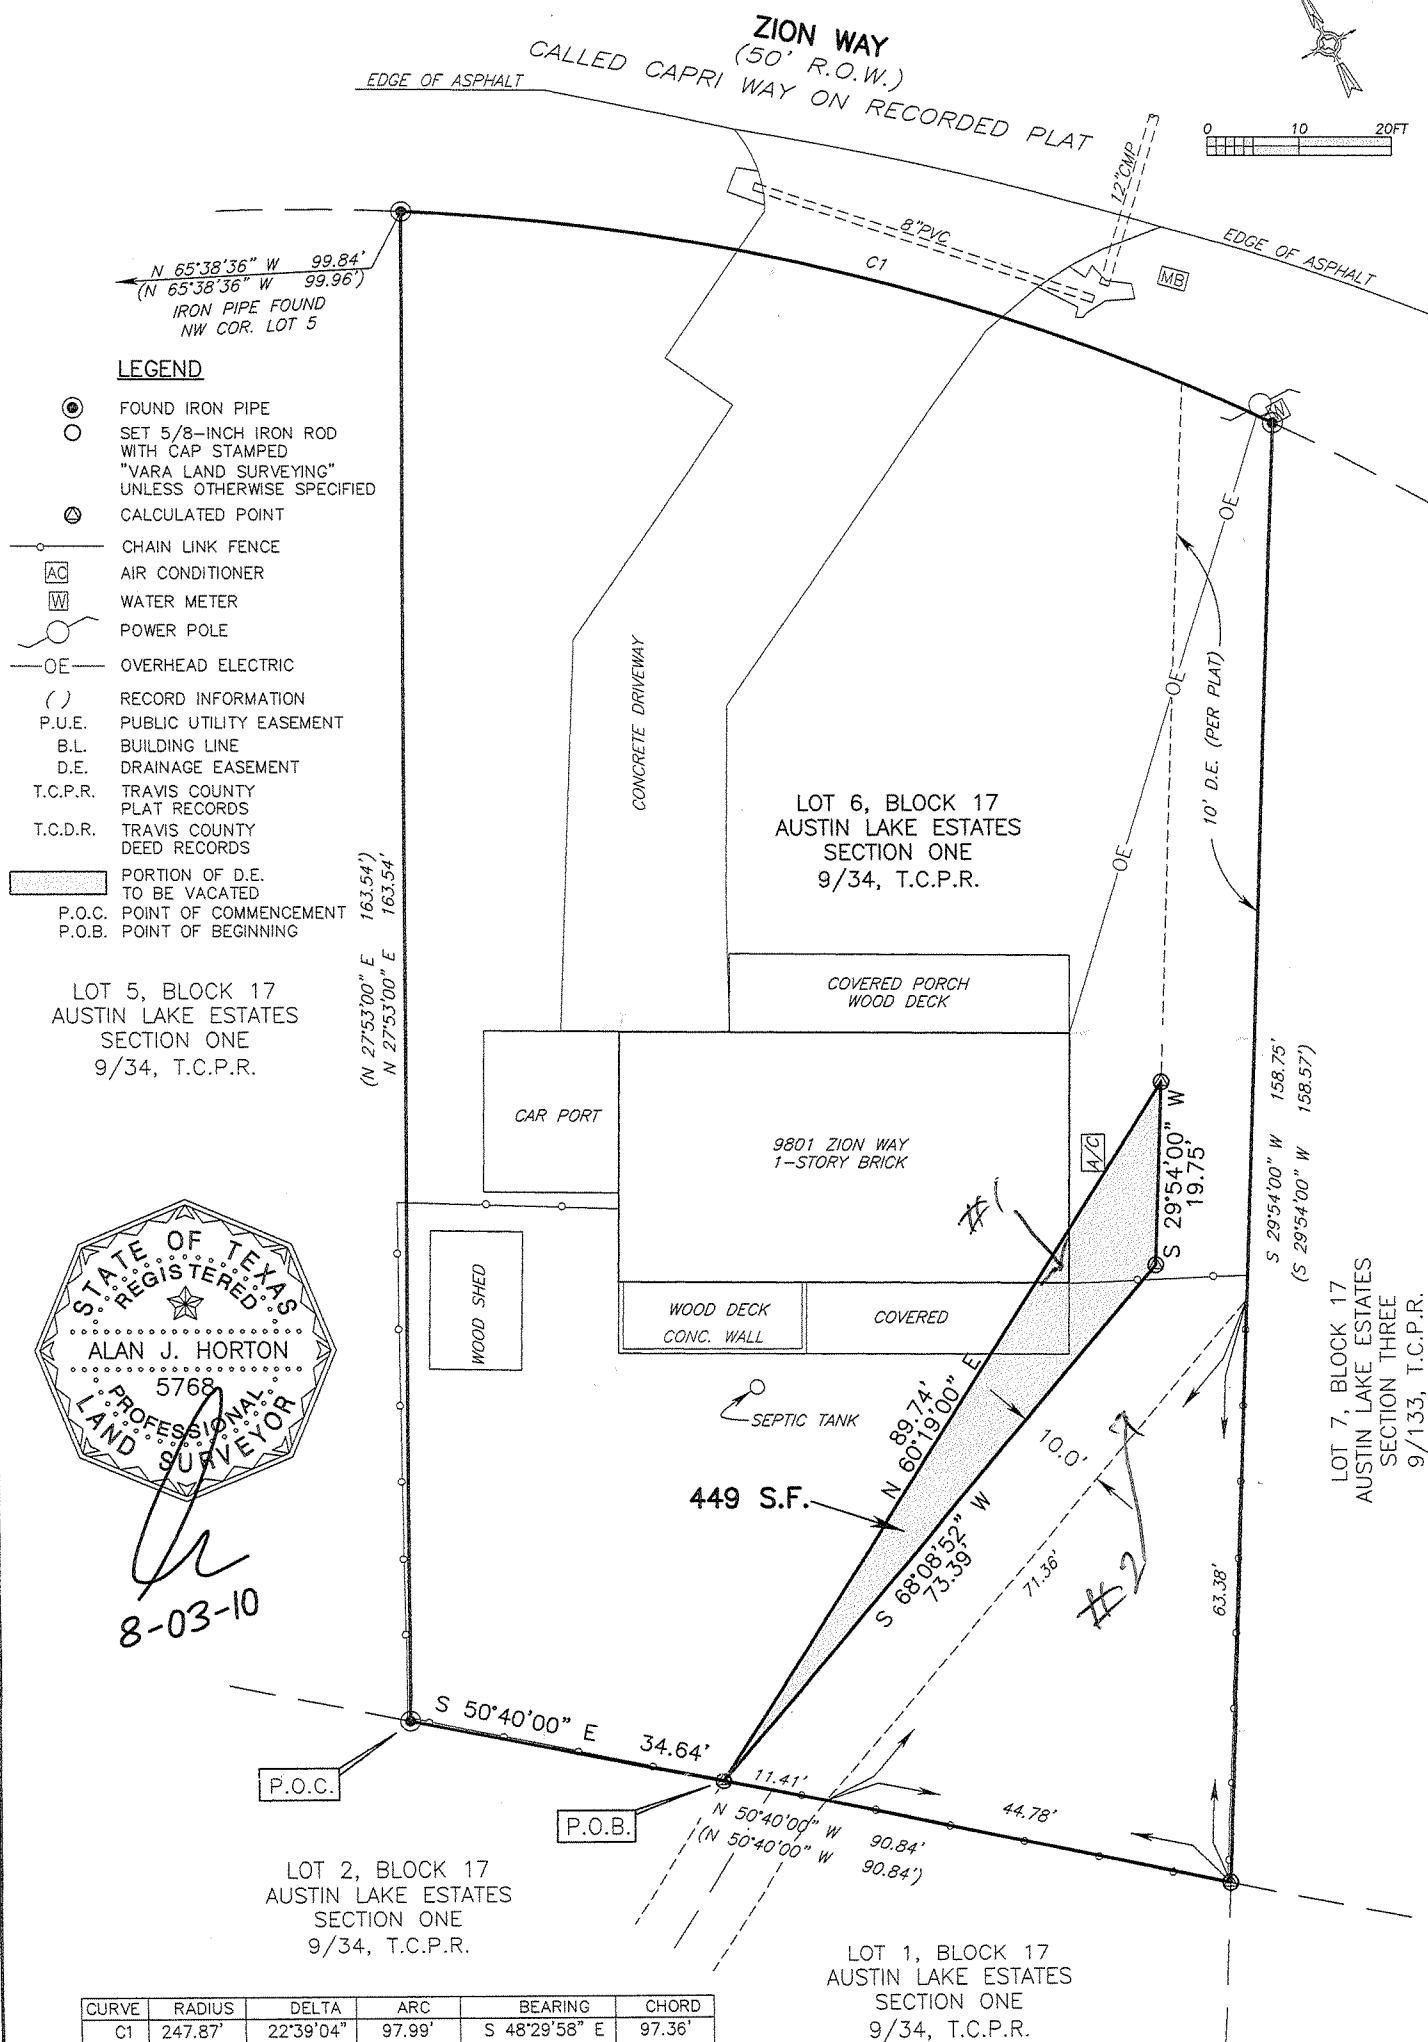 ZION WAY
(50' R.O.W.)
CALLED CAPRI WAY ON RECORDED PLAT
EDGE OF ASPHALT
0 10 20FT
12"CMP
8"PVC
C1
MB
EDGE OF ASPHALT
W
N 65°38'36" W 99.84'
(N 65°38'36" W 99.96')
IRON PIPE FOUND
NW COR. LOT 5
LEGEND
FOUND IRON PIPE
SET 5/8-INCH IRON ROD
WITH CAP STAMPED
"VARA LAND SURVEYING"
UNLESS OTHERWISE SPECIFIED
CALCULATED POINT
CHAIN LINK FENCE
AC AIR CONDITIONER
W WATER METER
POWER POLE
OE OVERHEAD ELECTRIC
( ) RECORD INFORMATION
P.U.E. PUBLIC UTILITY EASEMENT
B.L. BUILDING LINE
D.E. DRAINAGE EASEMENT
T.C.P.R. TRAVIS COUNTY
PLAT RECORDS
T.C.D.R. TRAVIS COUNTY
DEED RECORDS
PORTION OF D.E.
TO BE VACATED
P.O.C. POINT OF COMMENCEMENT
P.O.B. POINT OF BEGINNING
(N 27°53'00" E 163.54')
N 27°53'00" E 163.54'
CONCRETE DRIVEWAY
OE
OE
OE
10' D.E. (PER PLAT)
LOT 6, BLOCK 17
AUSTIN LAKE ESTATES
SECTION ONE
9/34, T.C.P.R.
LOT 5, BLOCK 17
AUSTIN LAKE ESTATES
SECTION ONE
9/34, T.C.P.R.
COVERED PORCH
WOOD DECK
CAR PORT
9801 ZION WAY
1-STORY BRICK
A/C
#1
S 29°54'00" W
19.75'
S 29°54'00" W 158.75'
(S 29°54'00" W 158.57')
WOOD SHED
WOOD DECK
CONC. WALL
COVERED
SEPTIC TANK
LOT 7, BLOCK 17
AUSTIN LAKE ESTATES
SECTION THREE
9/133, T.C.P.R.
STATE OF TEXAS
REGISTERED
ALAN J. HORTON
5768
PROFESSIONAL
LAND SURVEYOR
8-03-10
89.74'
N 60°19'00" E
10.0'
449 S.F.
S 68°08'52" W
73.39'
71.36'
#2
63.38'
S 50°40'00" E 34.64'
P.O.C.
P.O.B.
11.41'
44.78'
N 50°40'00" W 90.84'
(N 50°40'00" W 90.84')
LOT 2, BLOCK 17
AUSTIN LAKE ESTATES
SECTION ONE
9/34, T.C.P.R.
LOT 1, BLOCK 17
AUSTIN LAKE ESTATES
SECTION ONE
9/34, T.C.P.R.
CURVE RADIUS DELTA ARC BEARING CHORD
C1 247.87' 22°39'04" 97.99' S 48°29'58" E 97.36'